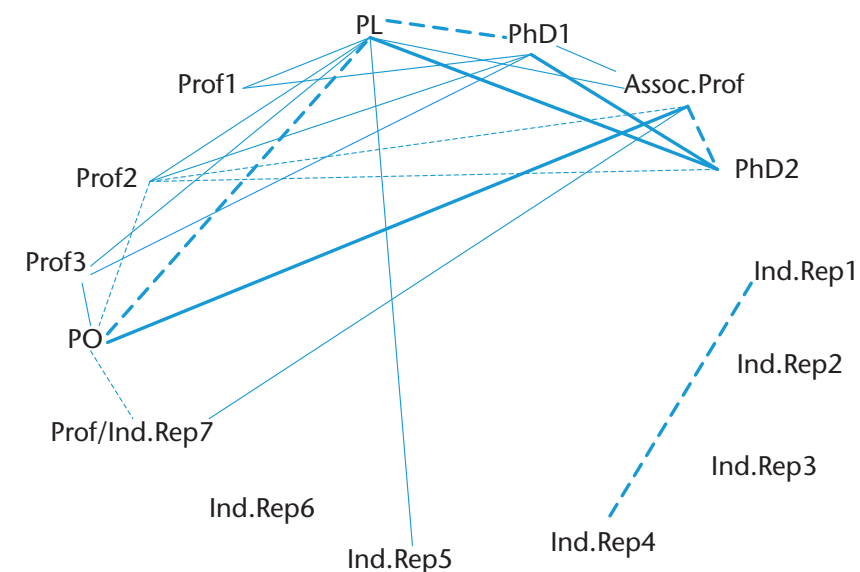 PL
PhD1
Prof1
Assoc.Prof
Prof2
PhD2
Prof3
Ind.Rep1
PO
Ind.Rep2
Prof/Ind.Rep7
Ind.Rep3
Ind.Rep6
Ind.Rep4
Ind.Rep5